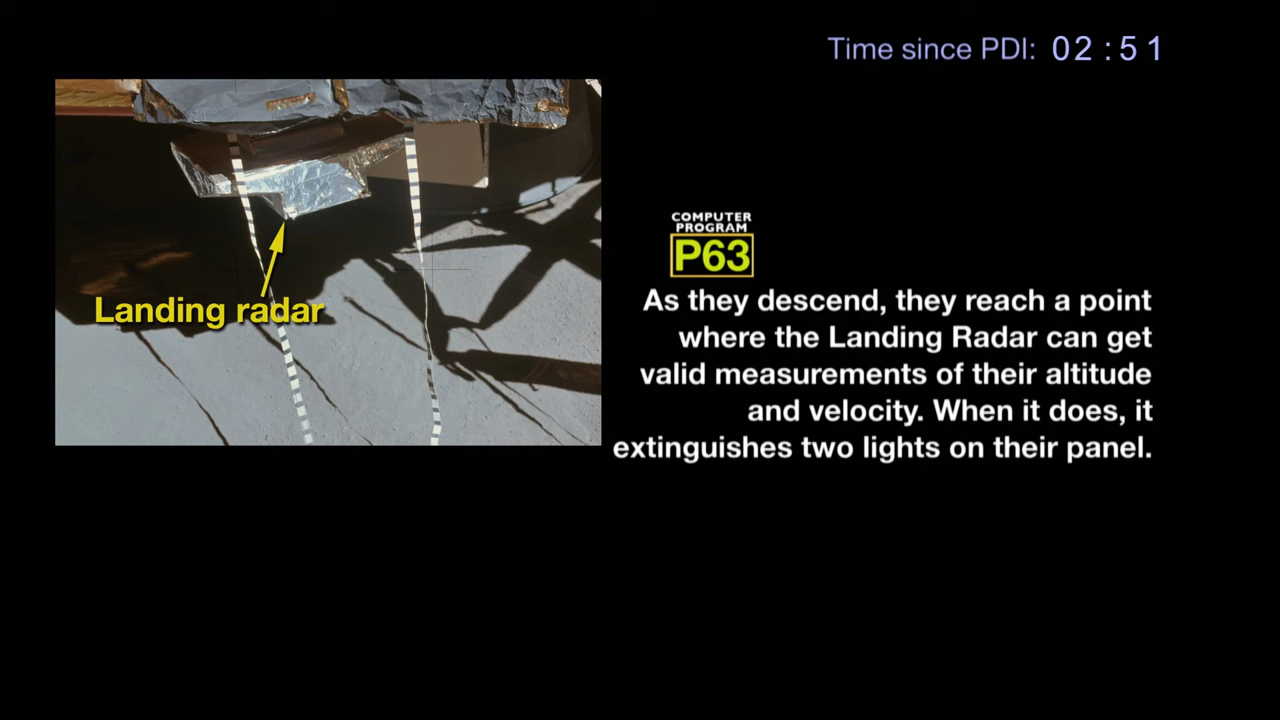 Time since PDI: 02:51
Landing radar
COMPUTER
PROGRAM
P63
As they descend, they reach a point
where the Landing Radar can get
valid measurements of their altitude
and velocity. When it does, it
extinguishes two lights on their panel.